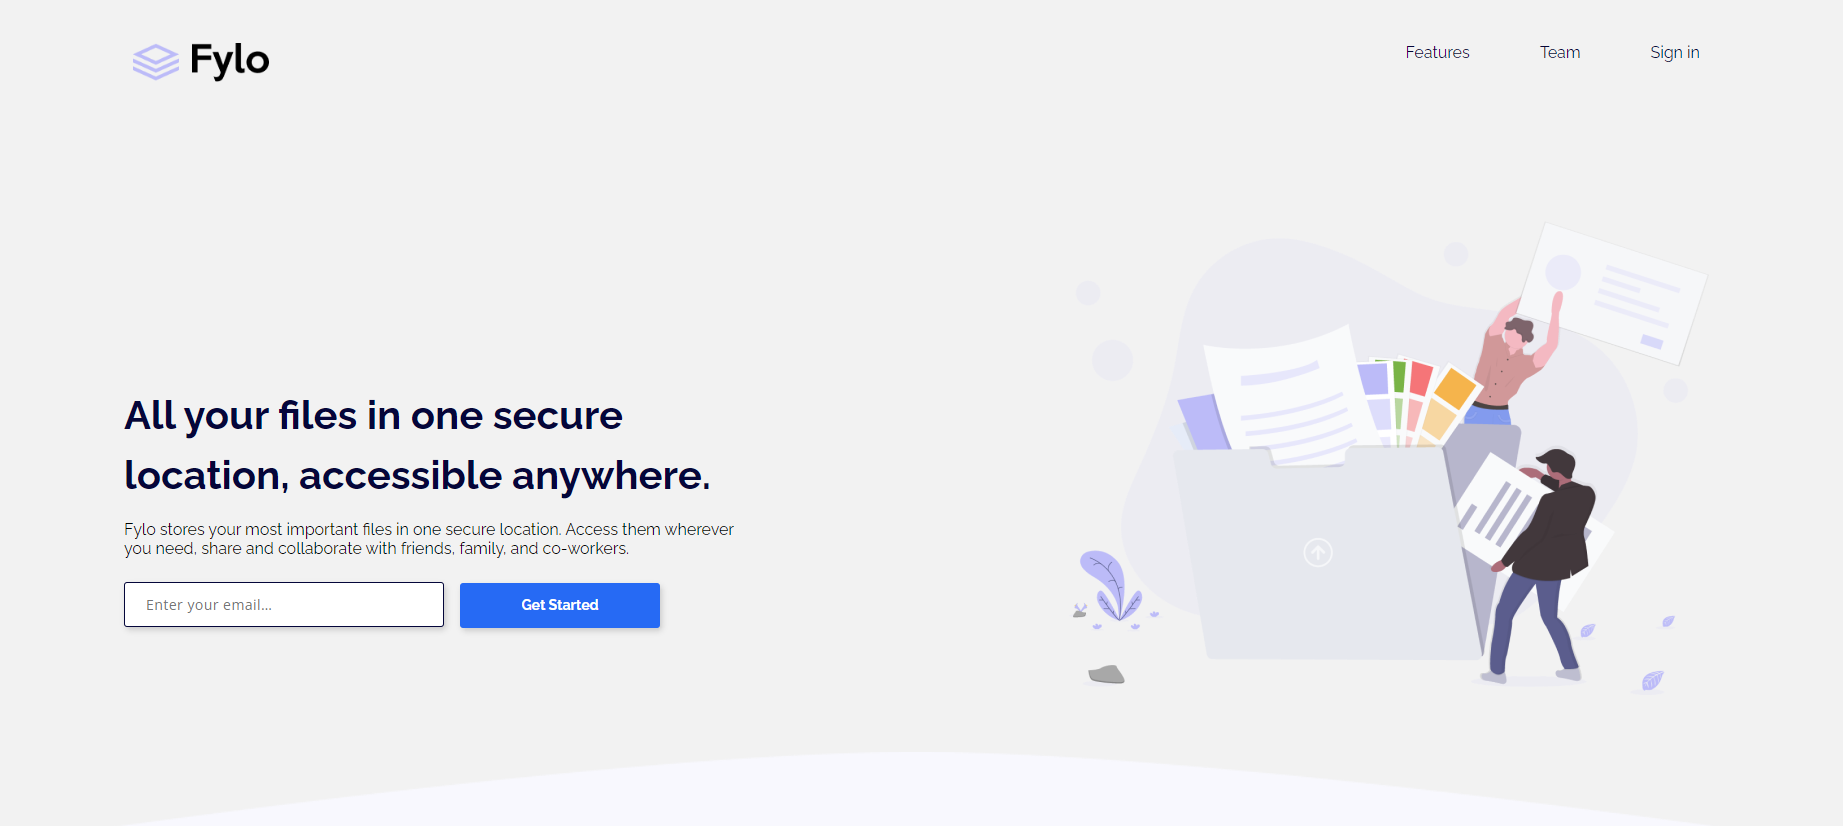 Fylo
Features
Team
Sign in
All your files in one secure
location, accessible anywhere.
Fylo stores your most important files in one secure location. Access them wherever
you need, share and collaborate with friends, family, and co-workers.
Enter your email...
Get Started